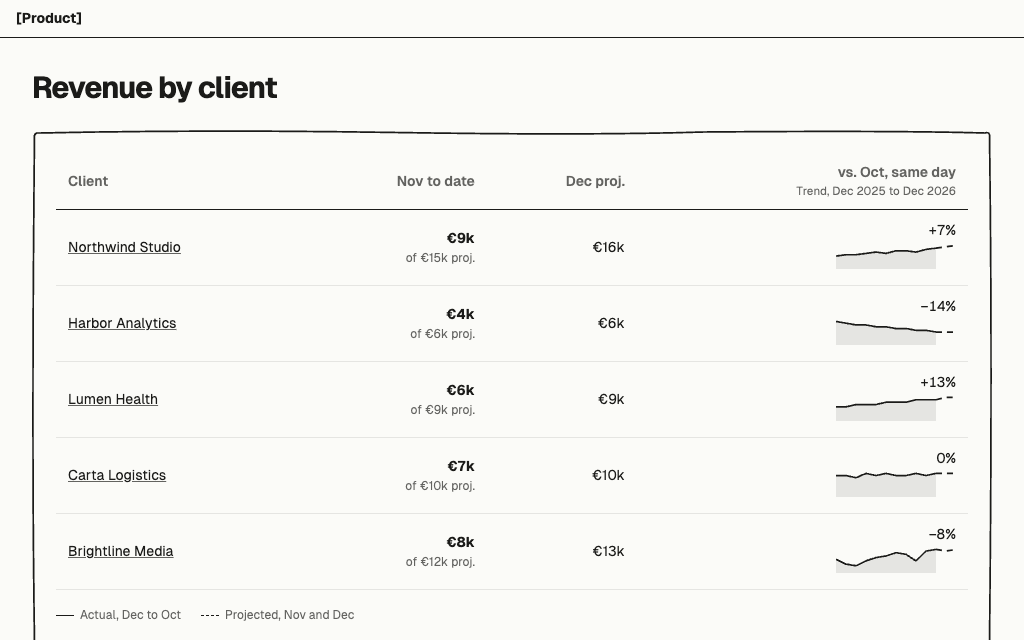 [Product]
Revenue by client
Client Nov to date Dec proj. vs. Oct, same day
Trend, Dec 2025 to Dec 2026
Northwind Studio €9k €16k +7%
of €15k proj.
Harbor Analytics €4k €6k −14%
of €6k proj.
Lumen Health €6k €9k +13%
of €9k proj.
Carta Logistics €7k €10k 0%
of €10k proj.
Brightline Media €8k €13k −8%
of €12k proj.
Actual, Dec to Oct Projected, Nov and Dec